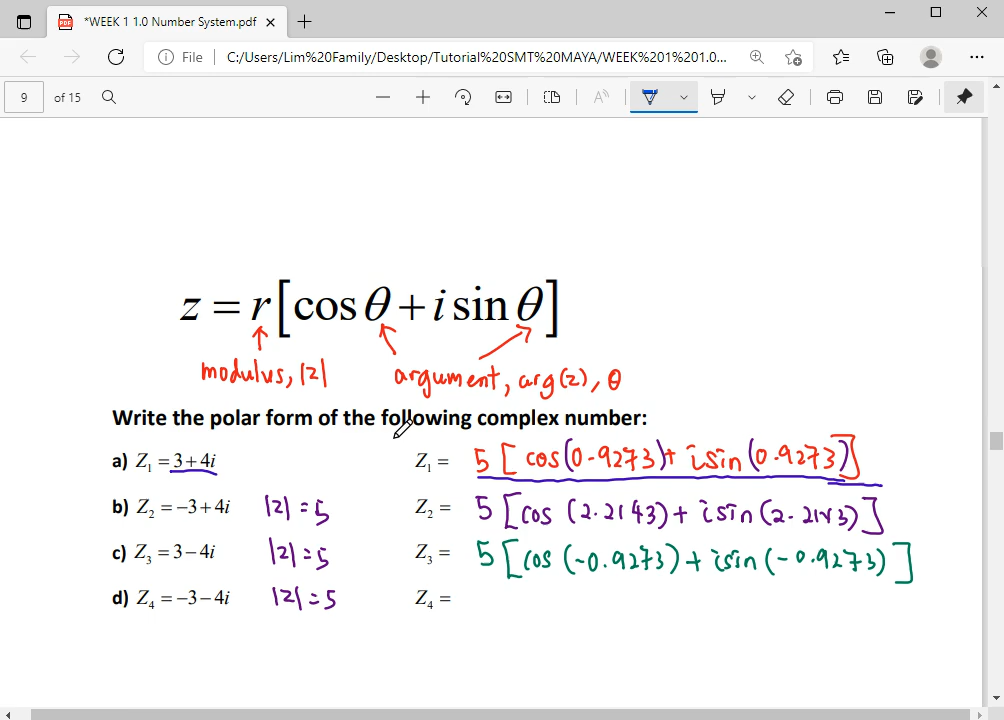 *WEEK 1 1.0 Number System.pdf
File
C:/Users/Lim%20Family/Desktop/Tutorial%20SMT%20MAYA/WEEK%201%201.0...
9 of 15
z = r[cos θ + i sin θ]
modulus, |z|
argument, arg(z), θ
Write the polar form of the following complex number:
a) Z₁ = 3 + 4i Z₁ = 5 [ cos(0.9273) + isin (0.9273)]
b) Z₂ = −3 + 4i |z| = 5 Z₂ = 5 [cos (2.2143) + isin (2.2143)]
c) Z₃ = 3 − 4i |z| = 5 Z₃ = 5 [cos (-0.9273) + isin (-0.9273) ]
d) Z₄ = −3 − 4i |z| = 5 Z₄ =